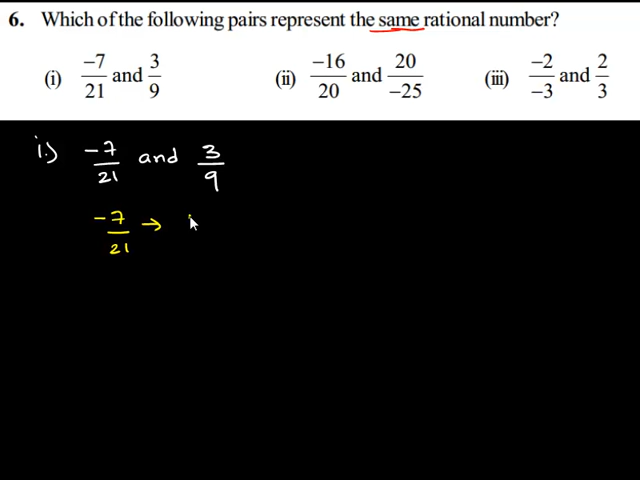 6. Which of the following pairs represent the same rational number?
(i) -7/21 and 3/9 (ii) -16/20 and 20/-25 (iii) -2/-3 and 2/3
i.) -7/21 and 3/9
-7/21 →